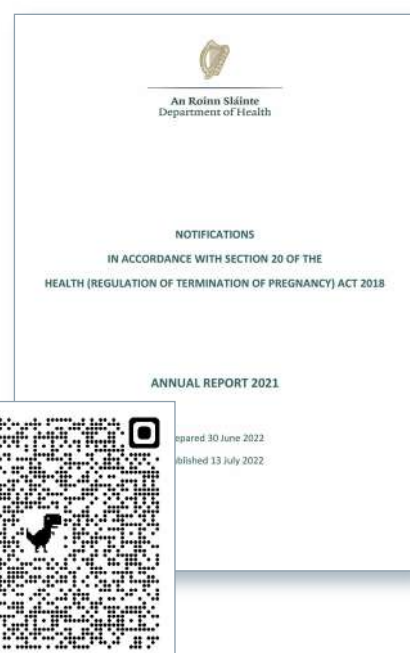 An Roinn Sláinte
Department of Health
NOTIFICATIONS
IN ACCORDANCE WITH SECTION 20 OF THE
HEALTH (REGULATION OF TERMINATION OF PREGNANCY) ACT 2018
ANNUAL REPORT 2021
epared 30 June 2022
blished 13 July 2022